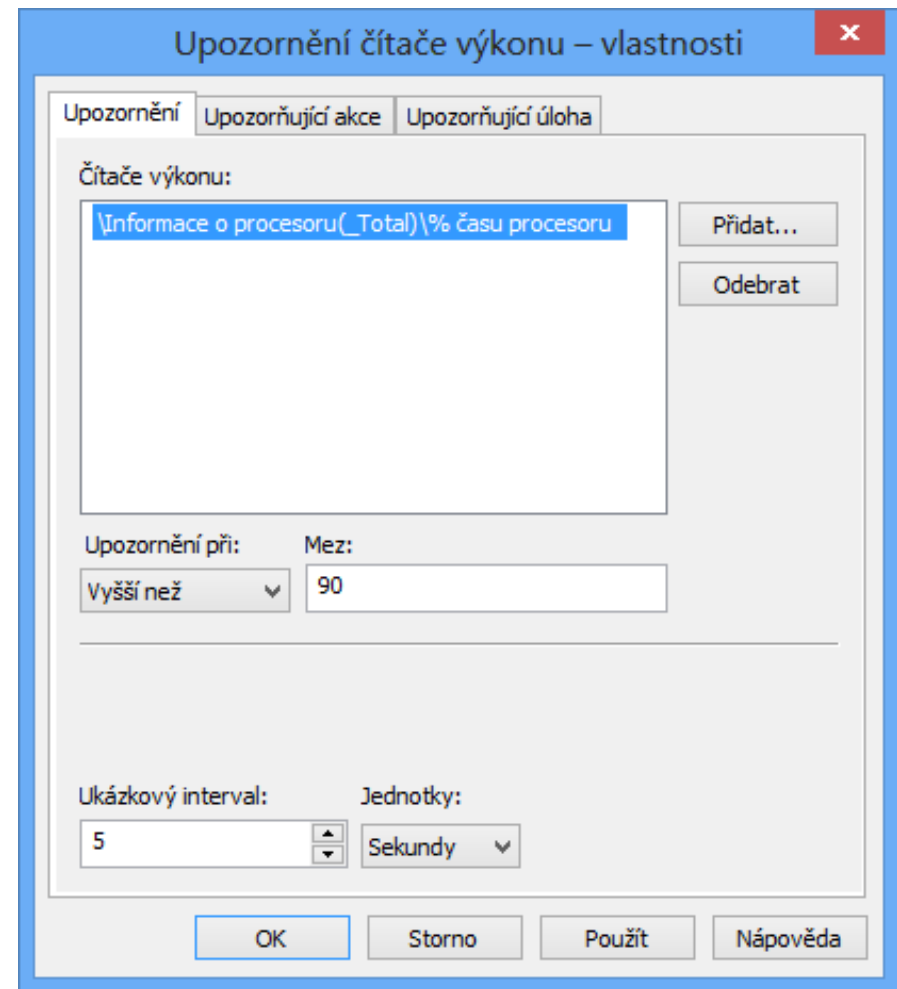 Upozornění čítače výkonu – vlastnosti
Upozornění Upozorňující akce Upozorňující úloha
Čítače výkonu:
\Informace o procesoru(_Total)\% času procesoru
Přidat...
Odebrat
Upozornění při: Mez:
Vyšší než 90
Ukázkový interval: Jednotky:
5 Sekundy
OK Storno Použít Nápověda